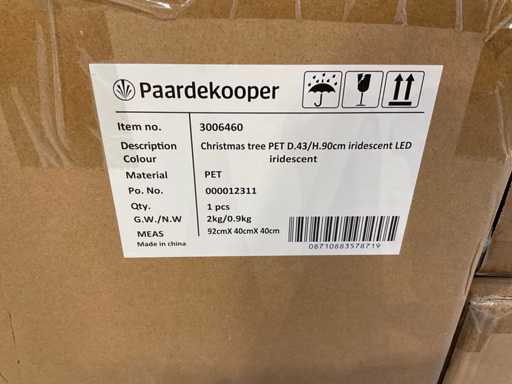 Paardekooper
Item no. 3006460
Description Christmas tree PET D.43/H.90cm iridescent LED
Colour iridescent
Material PET
Po. No. 000012311
Qty. 1 pcs
G.W./N.W 2kg/0.9kg
MEAS 92cmX 40cmX 40cm
Made in china
08710883578719